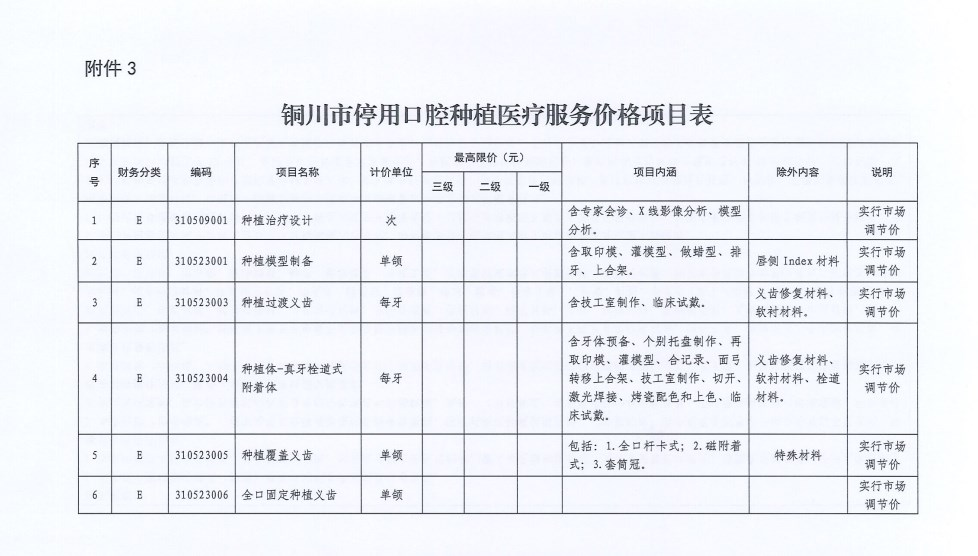 附件 3
铜川市停用口腔种植医疗服务价格项目表
序号 财务分类 编码 项目名称 计价单位 最高限价（元） 项目内涵 除外内容 说明
三级 二级 一级
1 E 310509001 种植治疗设计 次 含专家会诊、X 线影像分析、模型 实行市场
分析。 调节价
2 E 310523001 种植模型制备 单颌 含取印模、灌模型、做蜡型、排 唇侧 Index 材料 实行市场
牙、上合架。 调节价
3 E 310523003 种植过渡义齿 每牙 含技工室制作、临床试戴。 义齿修复材料、 实行市场
软衬材料。 调节价
4 E 310523004 种植体-真牙栓道式 每牙 含牙体预备、个别托盘制作、再 义齿修复材料、 实行市场
附着体 取印模、灌模型、合记录、面弓 软衬材料、栓道 调节价
转移上合架、技工室制作、切开、 材料。
激光焊接、烤瓷配色和上色、临
床试戴。
5 E 310523005 种植覆盖义齿 单颌 包括：1.全口杆卡式；2.磁附着 特殊材料 实行市场
式；3.套筒冠。 调节价
6 E 310523006 全口固定种植义齿 单颌 实行市场
调节价